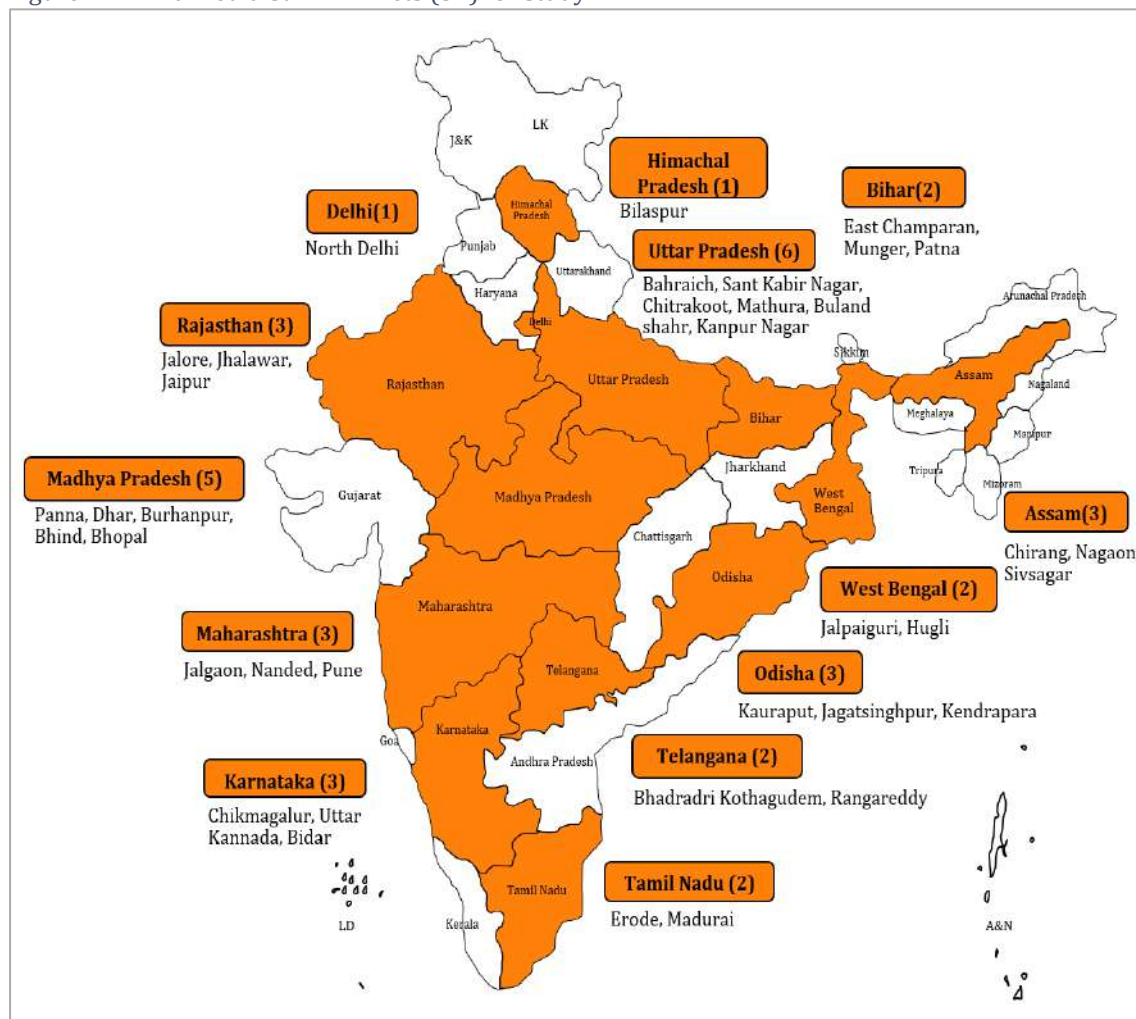 LK
J&K
Himachal
Pradesh (1)
Bilaspur
Bihar(2)
East Champaran,
Munger, Patna
Delhi(1)
North Delhi
Himachal
Pradesh
Punjab
Uttar Pradesh (6)
Bahraich, Sant Kabir Nagar,
Chitrakoot, Mathura, Buland
shahr, Kanpur Nagar
Uttarakhand
Haryana
Delhi
Arunachal Pradesh
Rajasthan (3)
Jalore, Jhalawar,
Jaipur
Rajasthan
Uttar Pradesh
Sikkim
Assam
Nagaland
Meghalaya
Manipur
Bihar
Tripura
Mizoram
Jharkhand
Madhya Pradesh (5)
Panna, Dhar, Burhanpur,
Bhind, Bhopal
Gujarat
Madhya Pradesh
West
Bengal
Assam(3)
Chirang, Nagaon
Sivsagar
Chattisgarh
Odisha
West Bengal (2)
Jalpaiguri, Hugli
Maharashtra
Maharashtra (3)
Jalgaon, Nanded, Pune
Telangana
Odisha (3)
Kauraput, Jagatsinghpur, Kendrapara
Karnataka
Goa
Andhra Pradesh
Telangana (2)
Bhadradri Kothagudem, Rangareddy
Karnataka (3)
Chikmagalur, Uttar
Kannada, Bidar
Tamil Nadu (2)
Erode, Madurai
Tamil Nadu
Kerala
LD
A&N